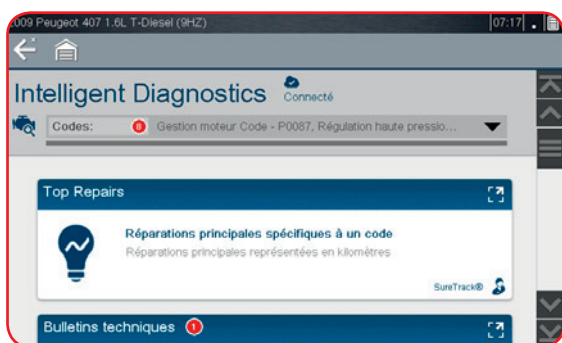 2009 Peugeot 407 1.6L T-Diesel (9HZ) 07:17
Intelligent Diagnostics Connecté
Codes: 8 Gestion moteur Code - P0087, Régulation haute pressio...
Top Repairs
Réparations principales spécifiques à un code
Réparations principales représentées en kilomètres
SureTrack®
Bulletins techniques 1